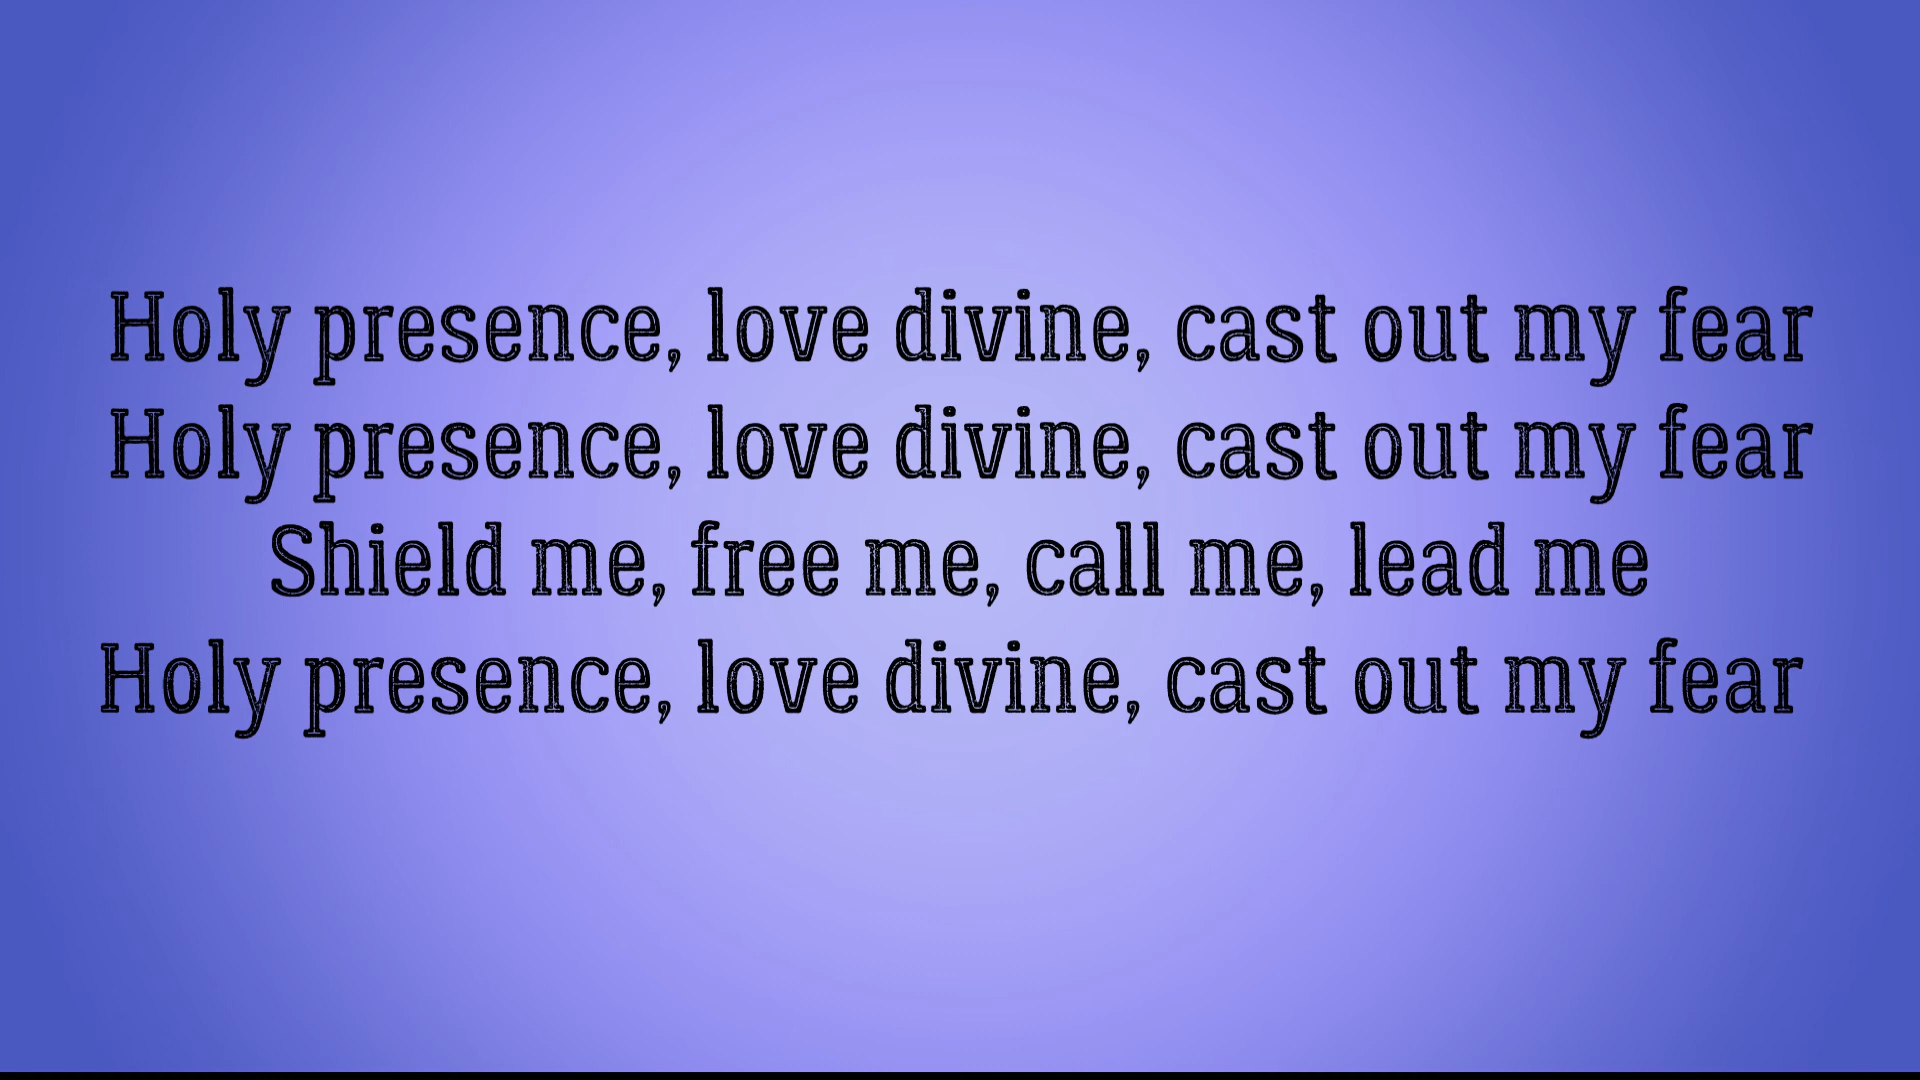 Holy presence, love divine, cast out my fear
Holy presence, love divine, cast out my fear
Shield me, free me, call me, lead me
Holy presence, love divine, cast out my fear